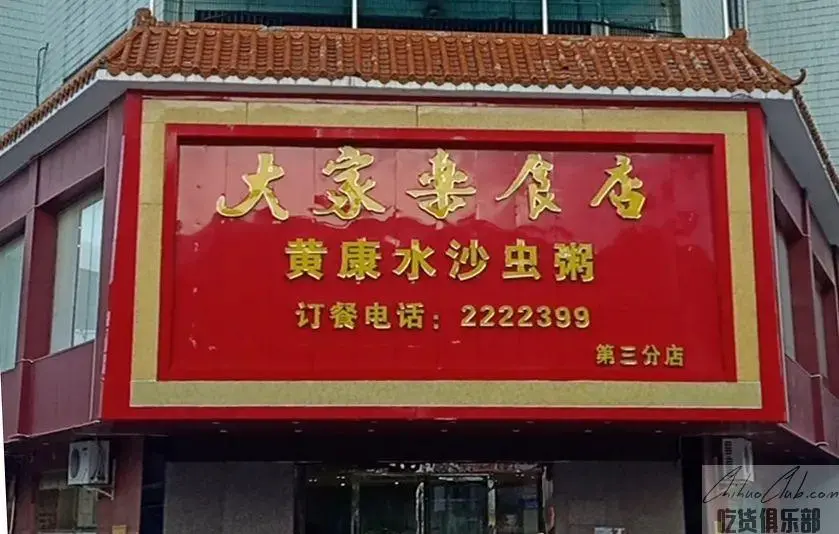 大家乐食店
黄康水沙虫粥
订餐电话：2222399
第三分店
ChihuoClub.com
吃货俱乐部